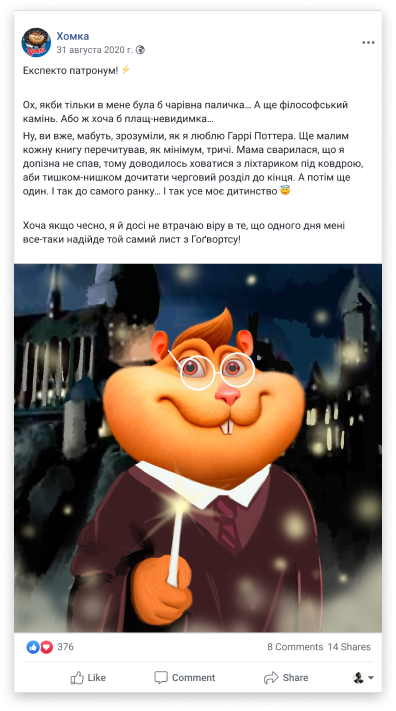 Хомка
31 августа 2020 г.
Експекто патронум! ⚡
Ох, якби тільки в мене була б чарівна паличка... А ще філософський
камінь. Або ж хоча б плащ-невидимка...
Ну, ви вже, мабуть, зрозуміли, як я люблю Гаррі Поттера. Ще малим
кожну книгу перечитував, як мінімум, тричі. Мама сварилася, що я
допізна не спав, тому доводилось ховатися з ліхтариком під ковдрою,
аби тишком-нишком дочитати черговий розділ до кінця. А потім ще
один. І так до самого ранку... І так усе моє дитинство 😇
Хоча якщо чесно, я й досі не втрачаю віру в те, що одного дня мені
все-таки надійде той самий лист з Гоґвортсу!
376
8 Comments 14 Shares
Like Comment Share